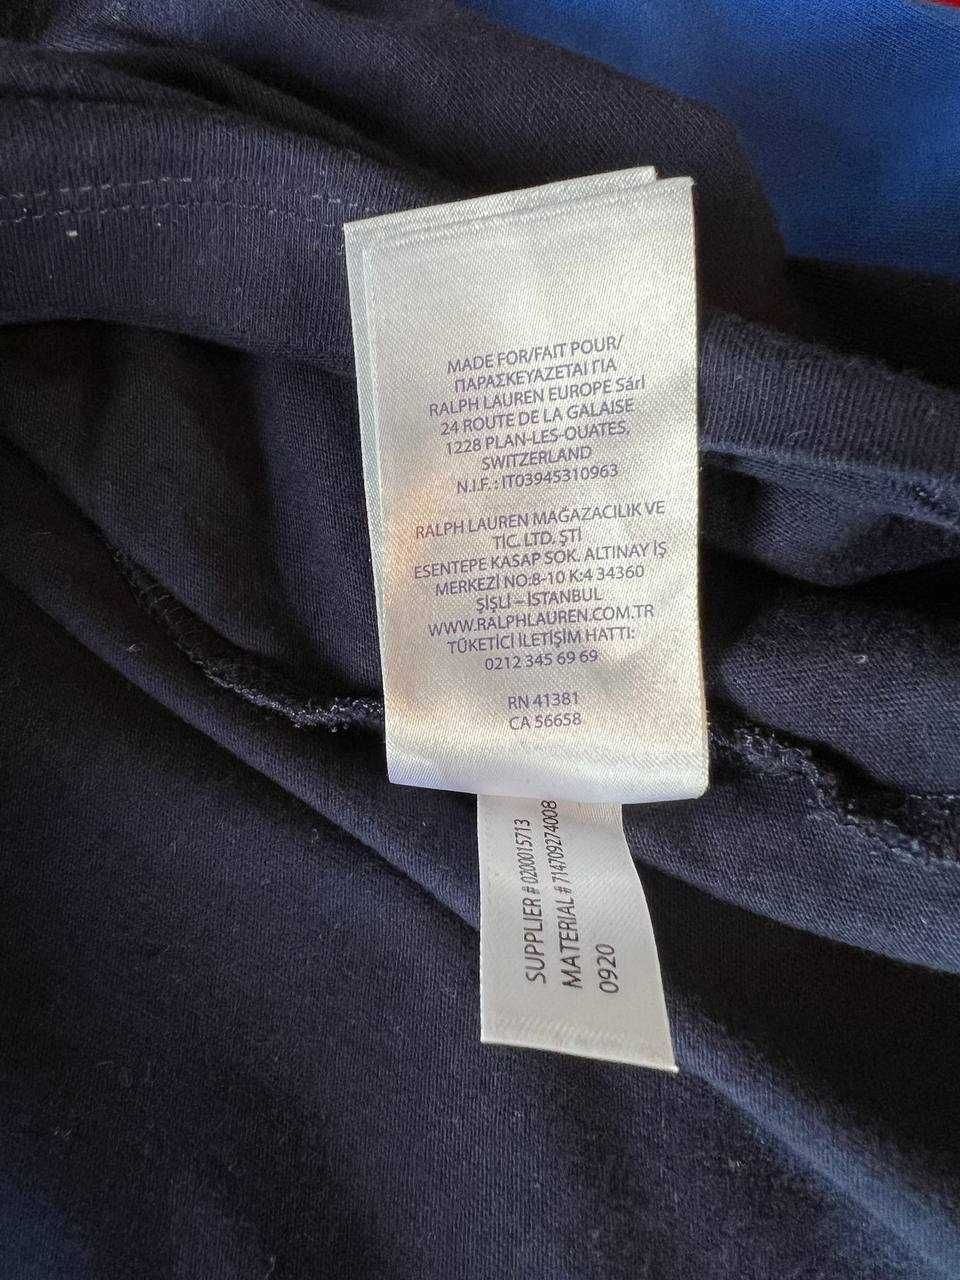 MADE FOR/FAIT POUR/
ΠΑΡΑΣΚΕΥΑΖΕΤΑΙ ΓΙΑ
RALPH LAUREN EUROPE Sárl
24 ROUTE DE LA GALAISE
1228 PLAN-LES-OUATES,
SWITZERLAND
N.I.F. : IT03945310963
RALPH LAUREN MAĞAZACILIK VE
TİC. LTD. ŞTİ
ESENTEPE KASAP SOK. ALTINAY İŞ
MERKEZİ NO:8-10 K:4 34360
ŞİŞLİ – İSTANBUL
WWW.RALPHLAUREN.COM.TR
TÜKETİCİ İLETİŞİM HATTI:
0212 345 69 69
RN 41381
CA 56658
SUPPLIER # 0200015713
MATERIAL # 714709274008
0920